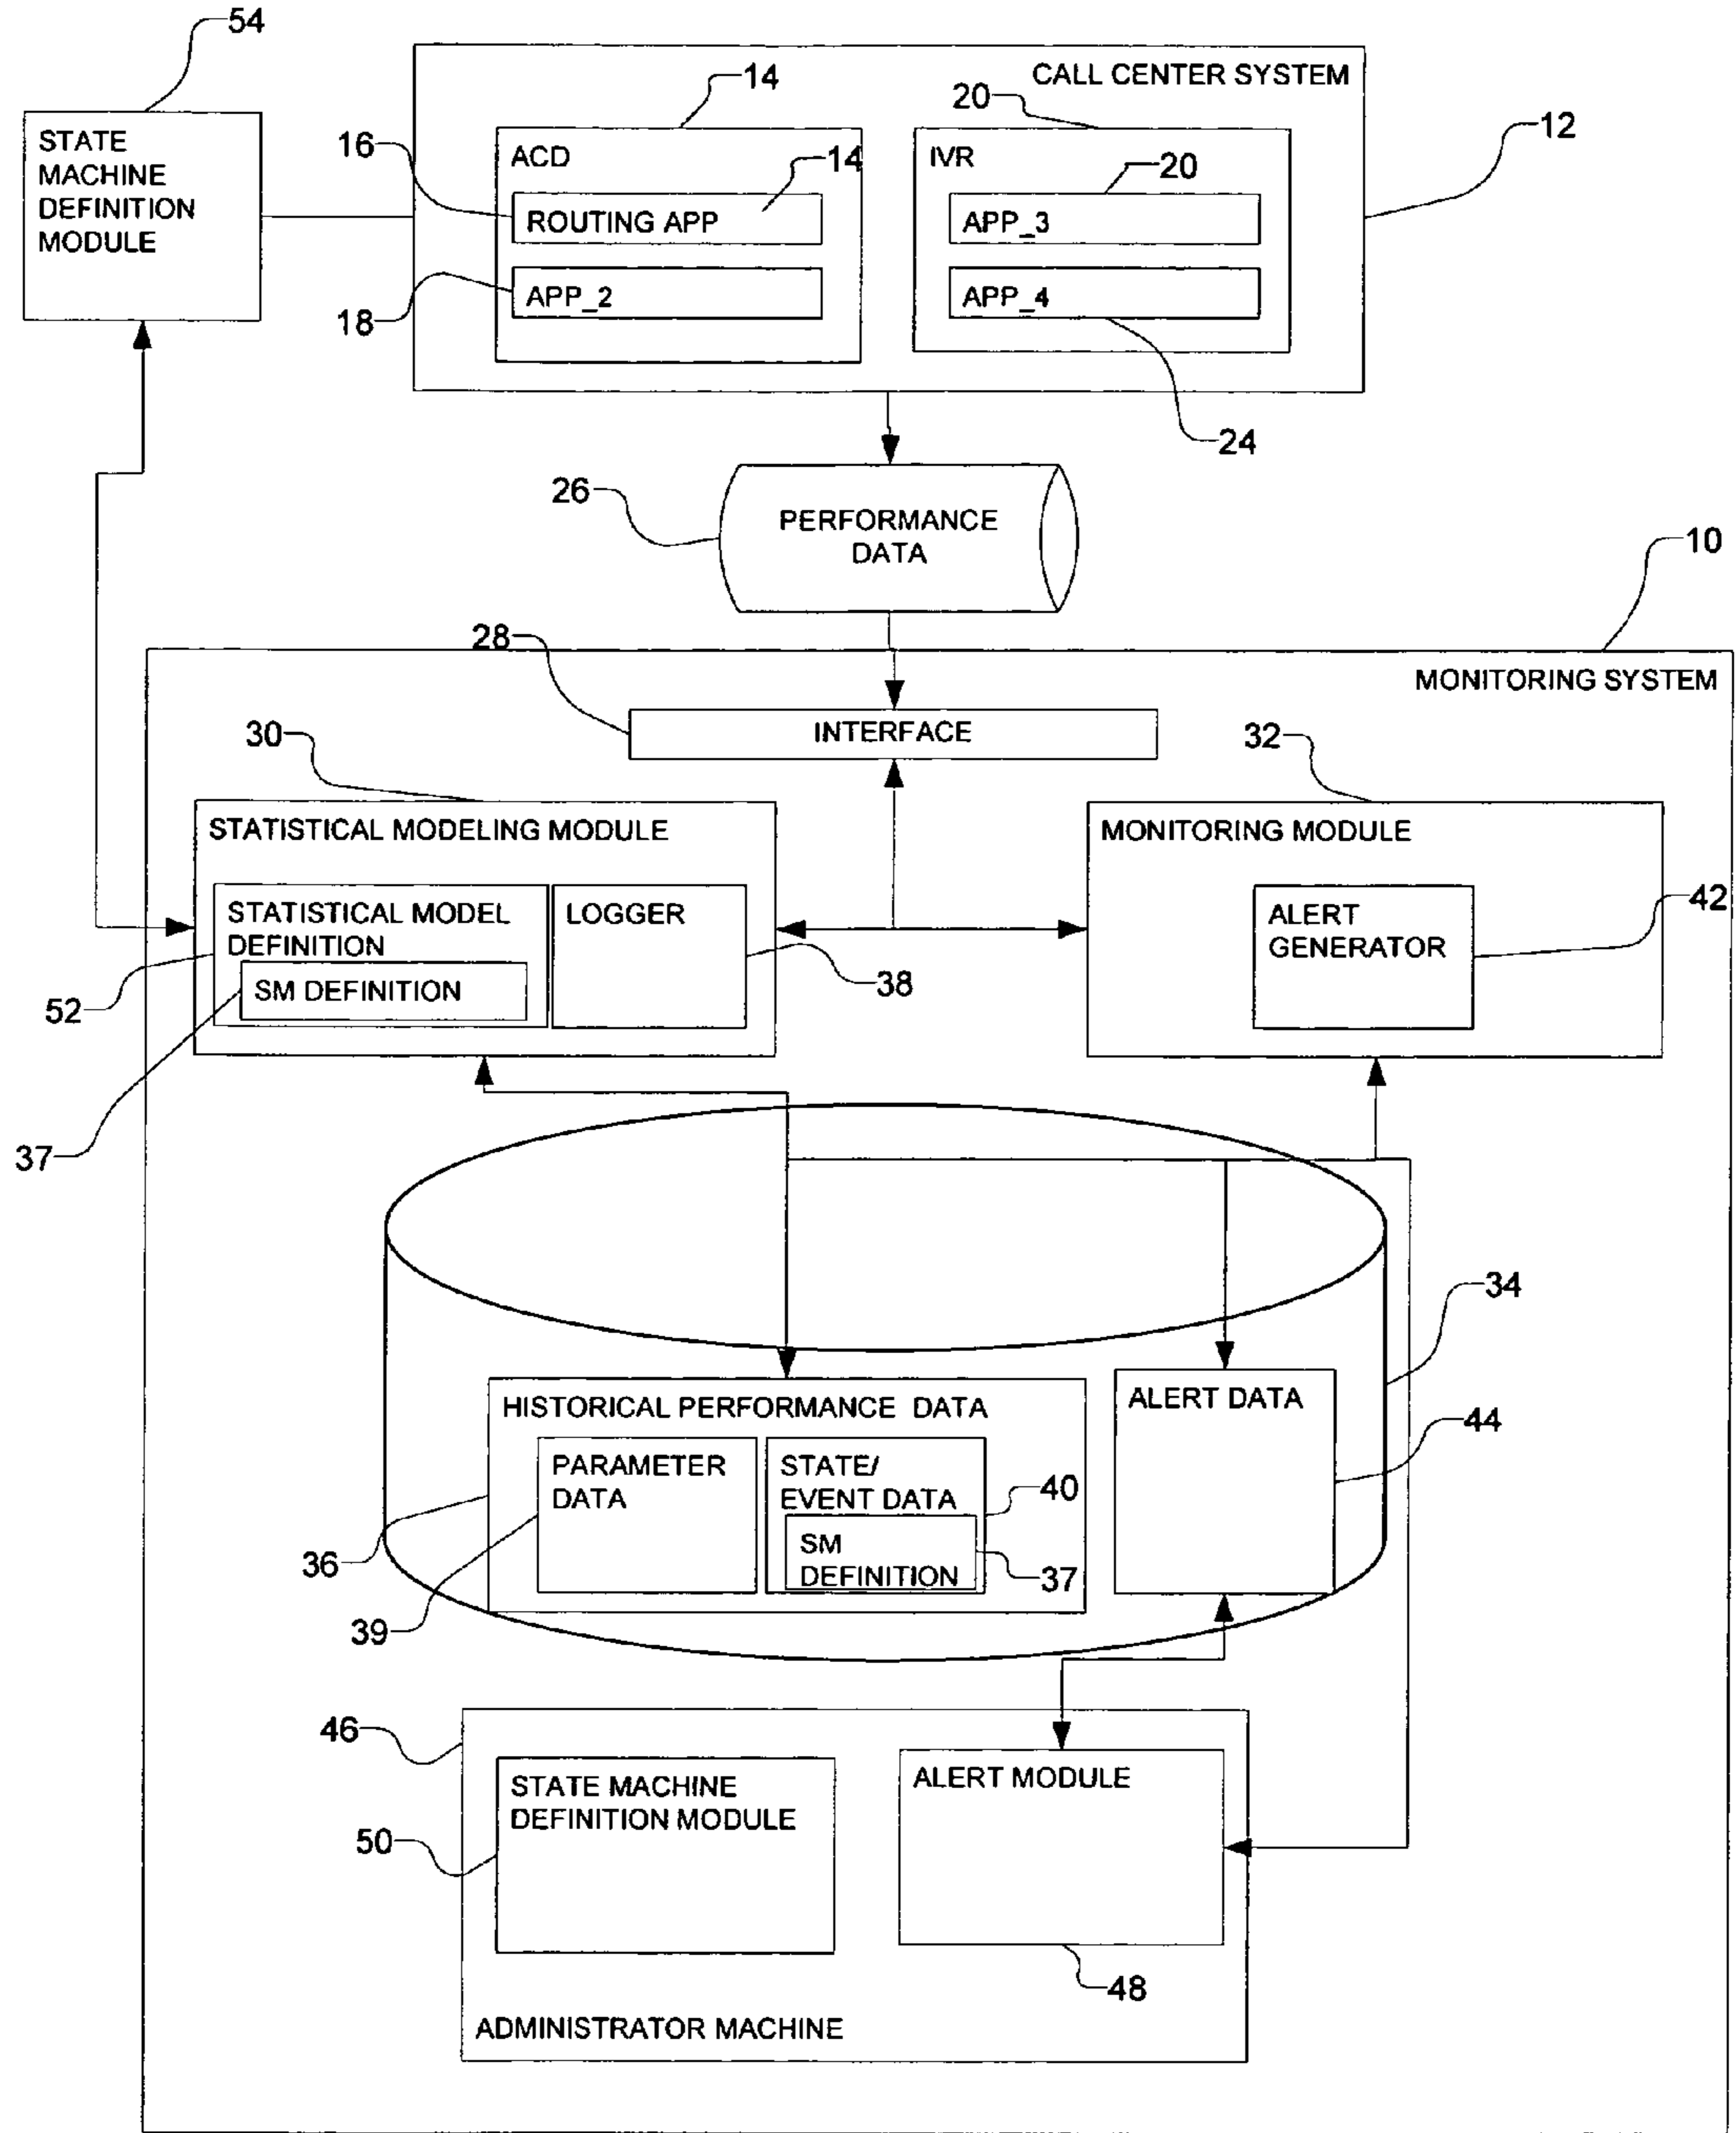 54
CALL CENTER SYSTEM
14
20
12
STATE
MACHINE
DEFINITION
MODULE
16
ACD
14
ROUTING APP
18
APP_2
IVR
20
APP_3
APP_4
24
26
PERFORMANCE
DATA
10
MONITORING SYSTEM
28
INTERFACE
30
32
STATISTICAL MODELING MODULE
STATISTICAL MODEL
DEFINITION
SM DEFINITION
LOGGER
52
38
37
MONITORING MODULE
ALERT
GENERATOR
42
34
HISTORICAL PERFORMANCE DATA
PARAMETER
DATA
STATE/
EVENT DATA
40
SM
DEFINITION
37
36
39
ALERT DATA
44
46
STATE MACHINE
DEFINITION MODULE
50
ALERT MODULE
48
ADMINISTRATOR MACHINE